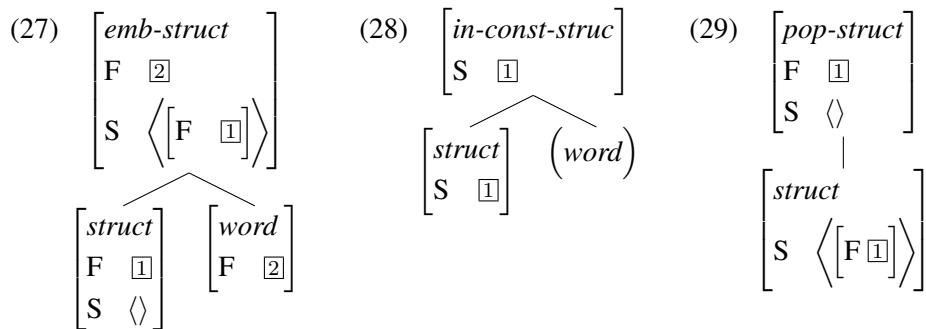 (27)
emb-struct
F 2
S ⟨[F 1]⟩
struct
F 1
S ⟨⟩
word
F 2
(28)
in-const-struc
S 1
struct
S 1
(word)
(29)
pop-struct
F 1
S ⟨⟩
struct
S ⟨[F 1]⟩